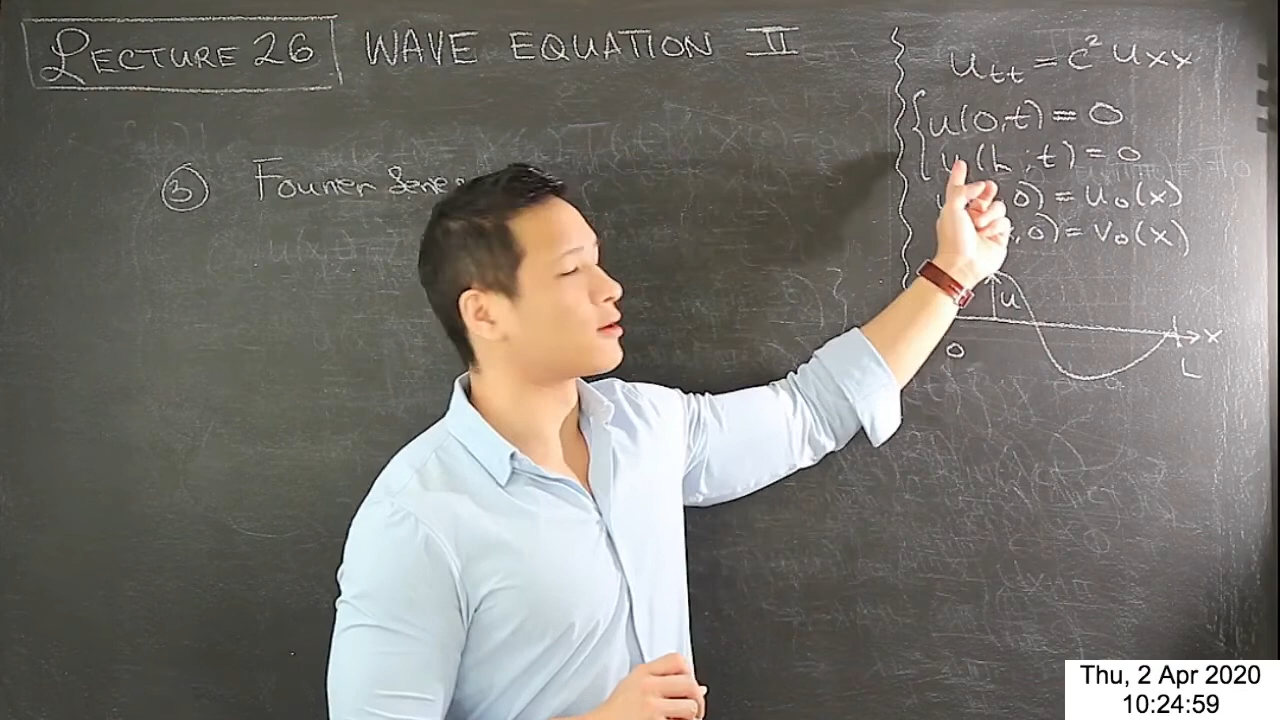 LECTURE 26 WAVE EQUATION II
③ Fourier Serie
u_tt = c² u_xx
u(0,t) = 0
u(L,t) = 0
u 0) = u₀(x)
,0) = v₀(x)
u
x
0
L
Thu, 2 Apr 2020
10:24:59